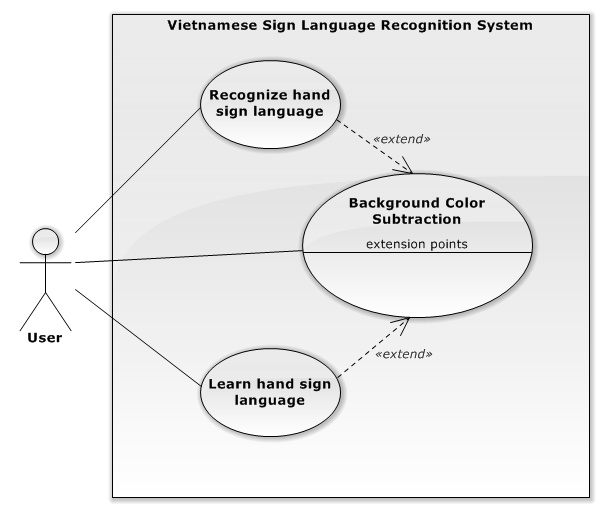 Vietnamese Sign Language Recognition System
Recognize hand
sign language
«extend»
Background Color
Subtraction
extension points
User
«extend»
Learn hand sign
language